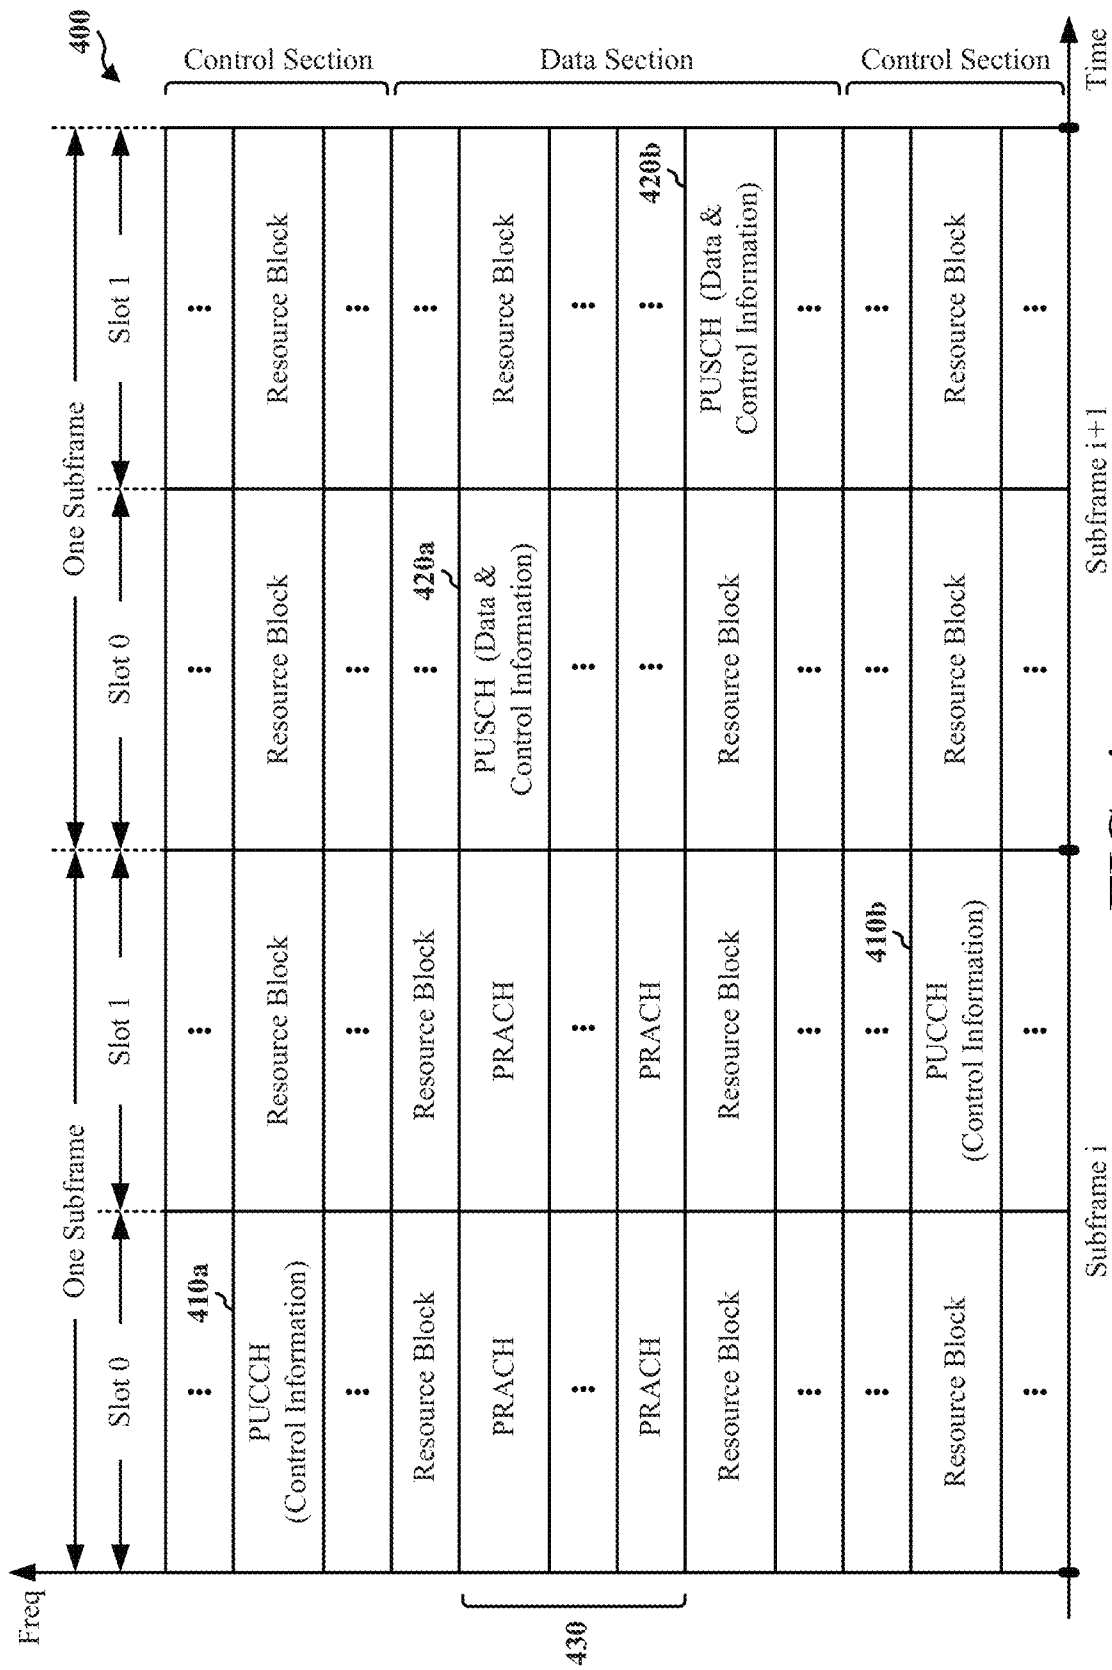 400
One Subframe
One Subframe
Slot 0
Slot 1
Slot 0
Slot 1
Freq
...
...
...
...
Control Section
410a
PUCCH
(Control Information)
Resource Block
Resource Block
Resource Block
...
...
...
...
Resource Block
Resource Block
...
...
Data Section
420a
430
PRACH
PRACH
PUSCH (Data &
Control Information)
Resource Block
...
...
...
...
PRACH
PRACH
...
...
420b
Resource Block
Resource Block
Resource Block
PUSCH (Data &
Control Information)
...
...
...
...
...
...
...
...
Control Section
410b
Resource Block
PUCCH
(Control Information)
Resource Block
Resource Block
...
...
...
...
Time
Subframe i
Subframe i+1